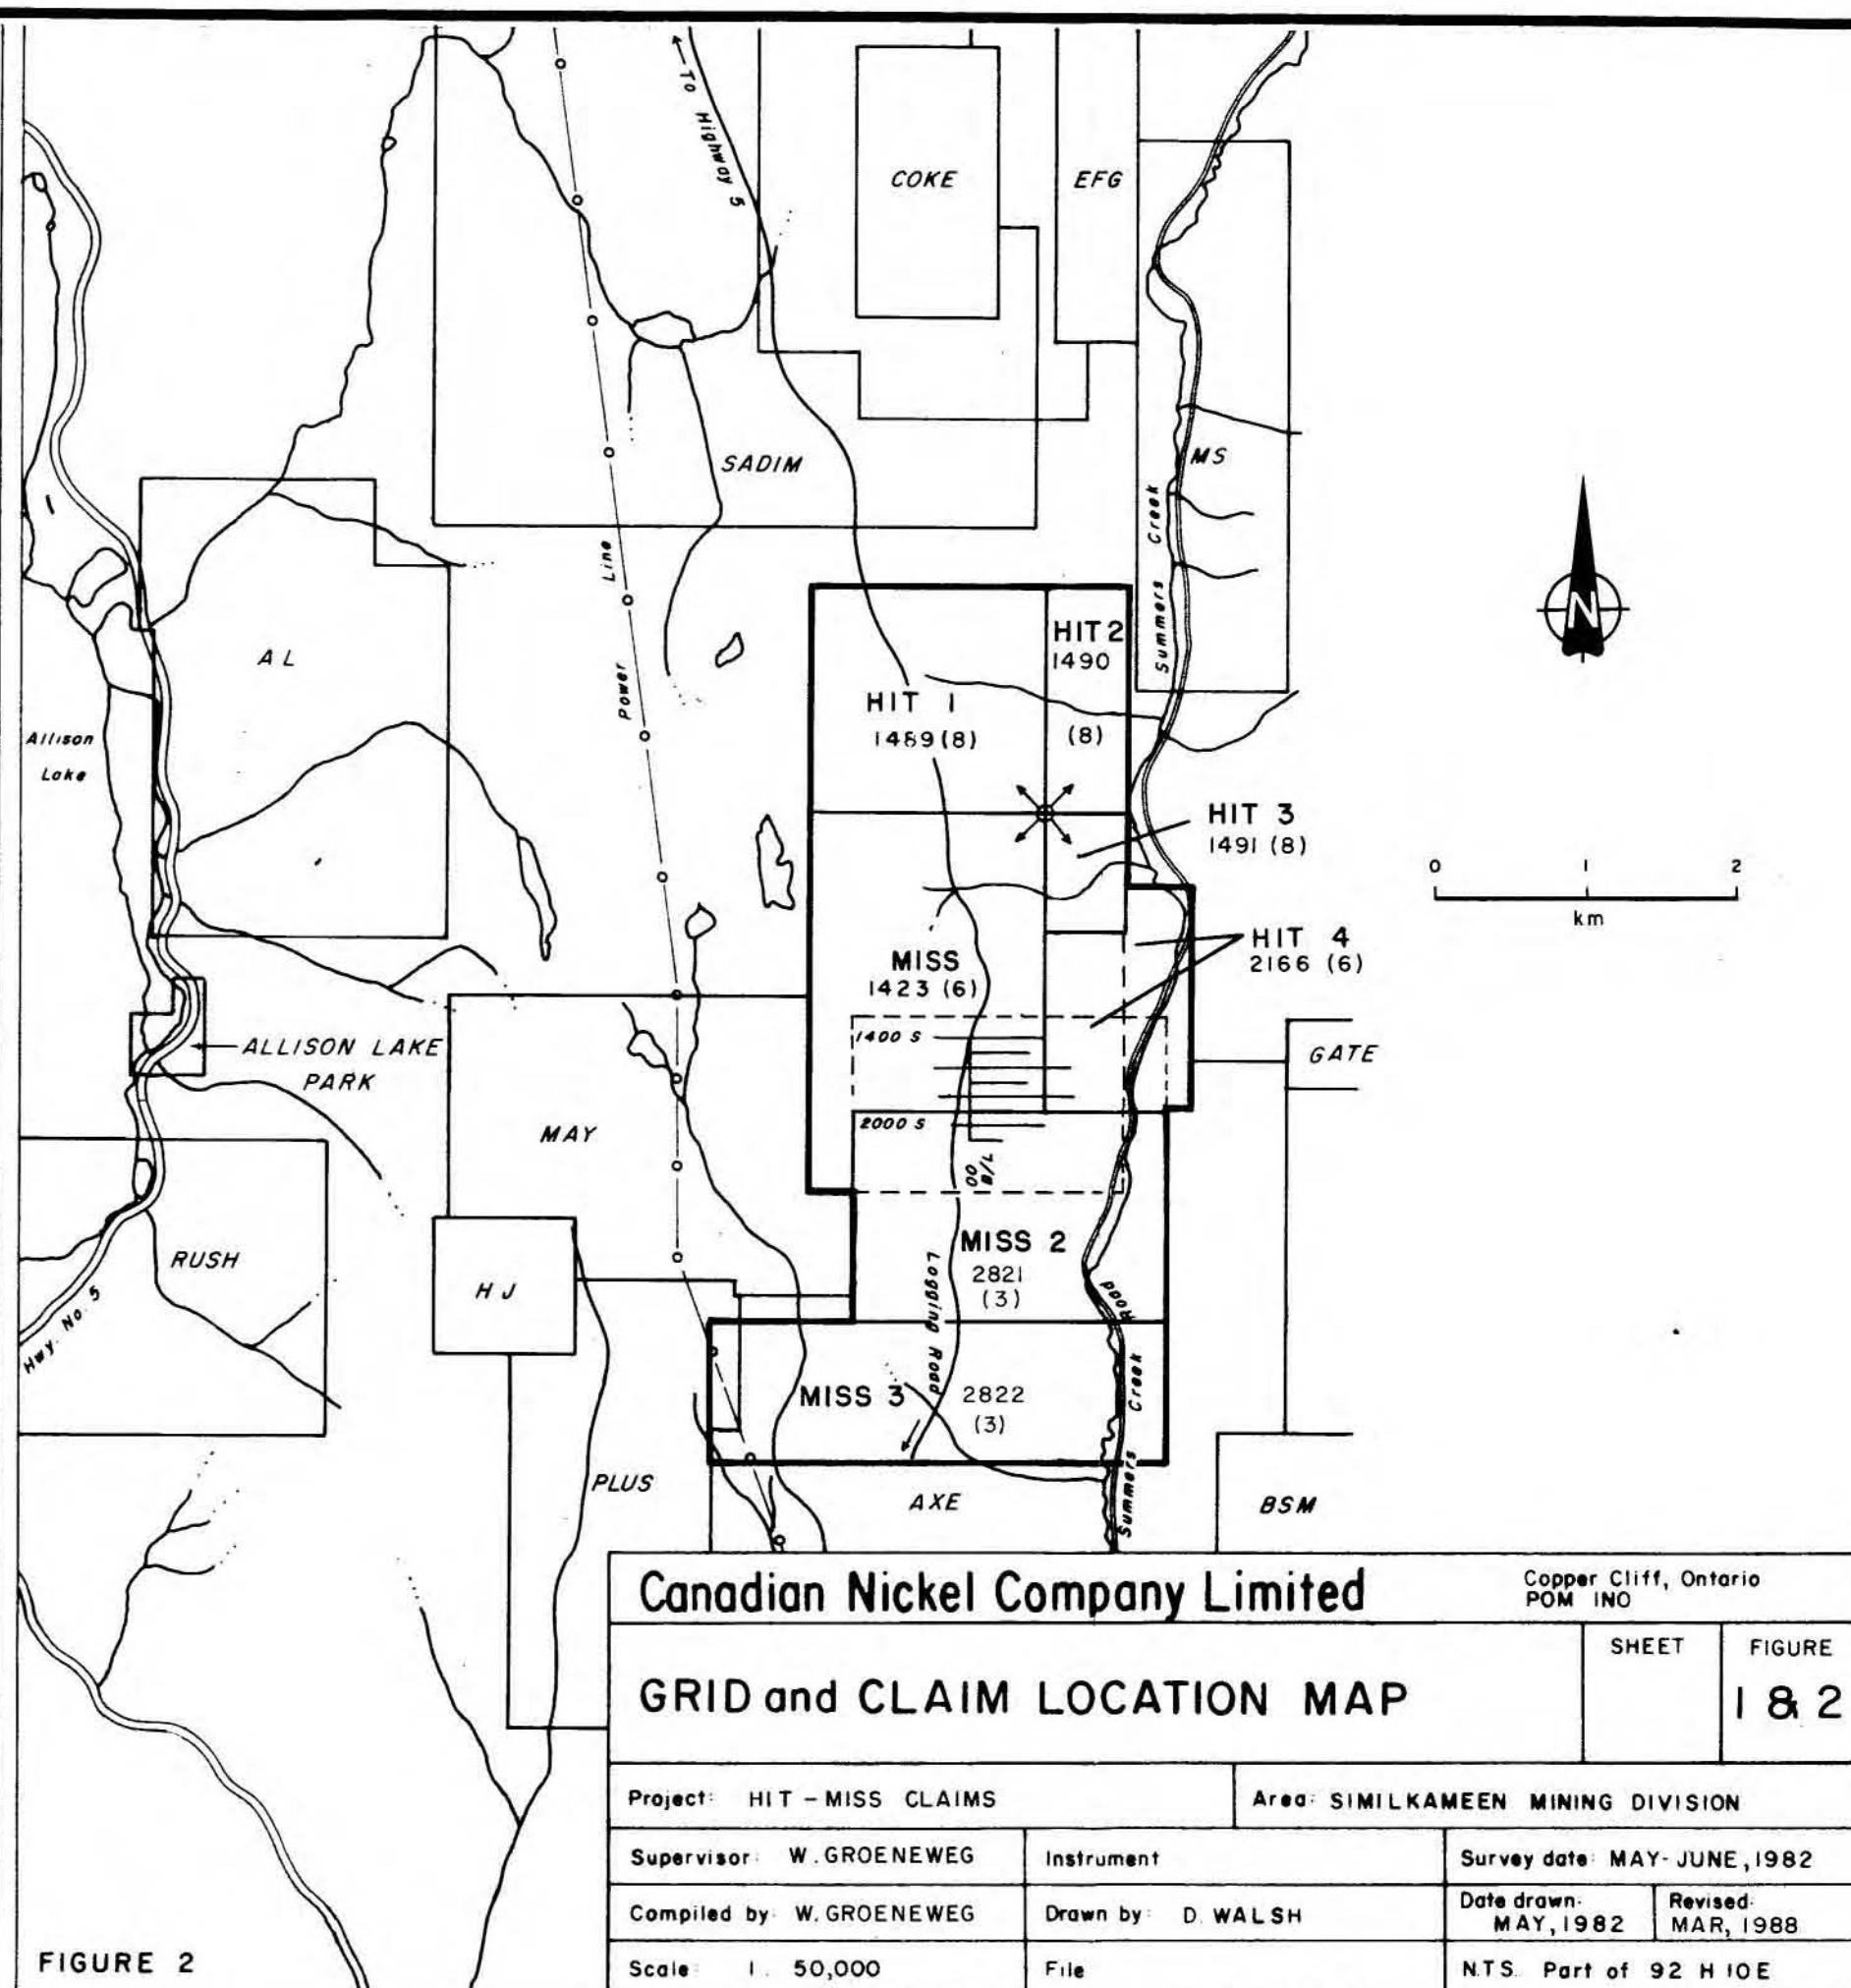 ← TO Highway 5
COKE
EFG
SADIM
MS
Summers Creek
Power Line
AL
Allison
Lake
HIT 2
1490
(8)
HIT 1
1489 (8)
HIT 3
1491 (8)
0 1 2
km
N
MISS
1423 (6)
HIT 4
2166 (6)
1400 S
2000 S
00
B/L
GATE
ALLISON LAKE
PARK
MAY
RUSH
HJ
Hwy. No. 5
MISS 2
2821
(3)
Logging Road
Road
Summers Creek
MISS 3
2822
(3)
PLUS
AXE
BSM
Canadian Nickel Company Limited
Copper Cliff, Ontario
POM INO
GRID and CLAIM LOCATION MAP
SHEET
FIGURE
1 & 2
Project: HIT - MISS CLAIMS
Area: SIMILKAMEEN MINING DIVISION
Supervisor: W. GROENEWEG
Instrument
Survey date: MAY-JUNE, 1982
Compiled by: W. GROENEWEG
Drawn by: D. WALSH
Date drawn:
MAY, 1982
Revised:
MAR, 1988
Scale: 1: 50,000
File
N.T.S. Part of 92 H 10 E
FIGURE 2